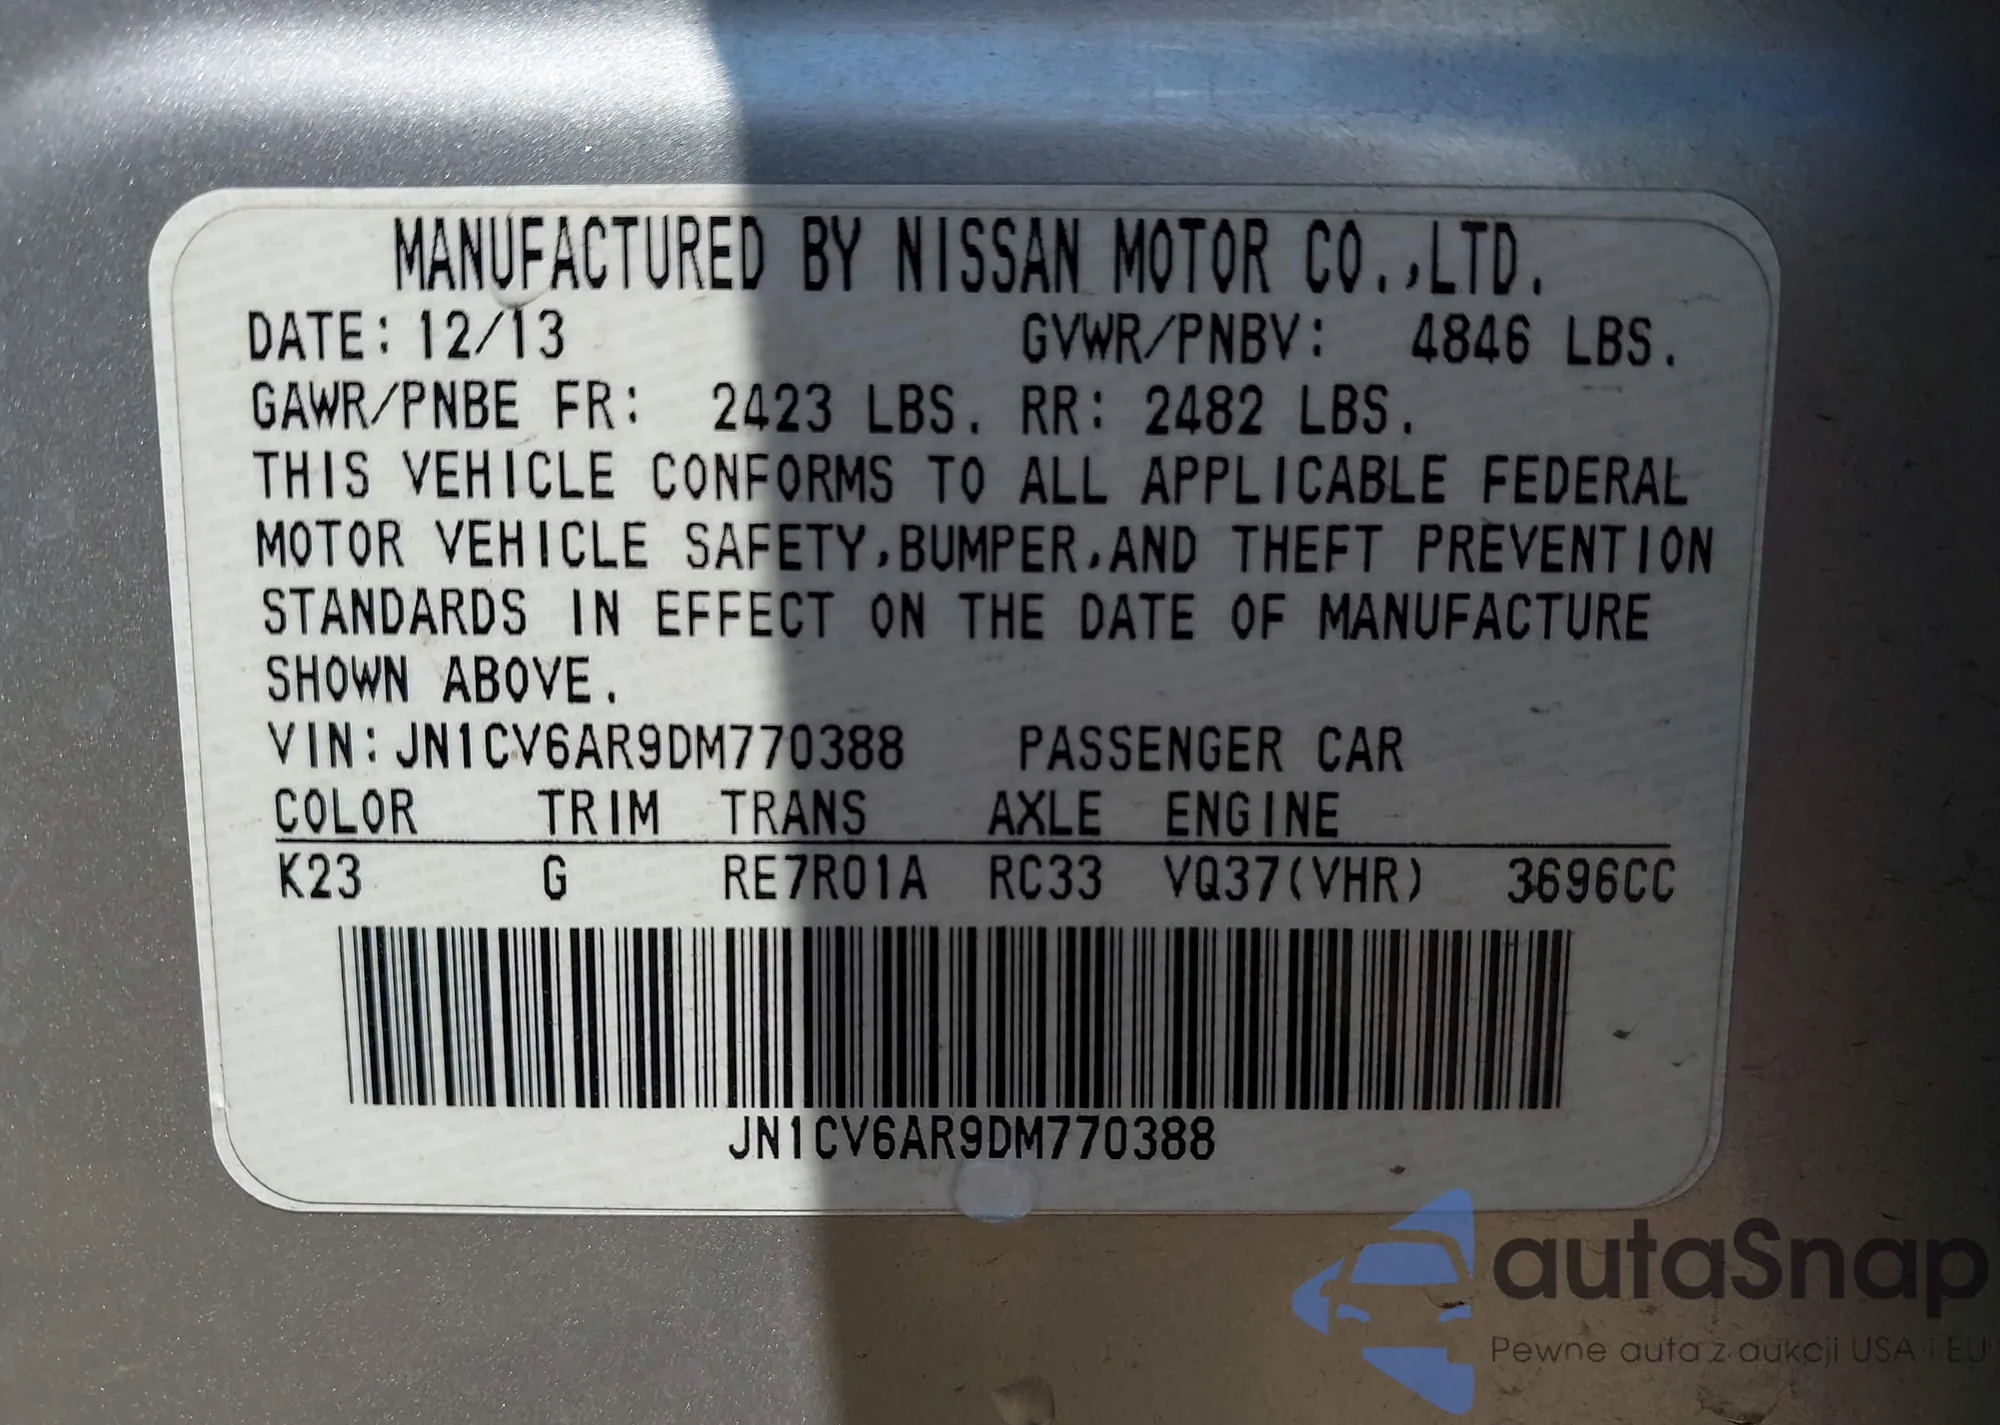 MANUFACTURED BY NISSAN MOTOR CO.,LTD.
DATE: 12/13 GVWR/PNBV: 4846 LBS.
GAWR/PNBE FR: 2423 LBS. RR: 2482 LBS.
THIS VEHICLE CONFORMS TO ALL APPLICABLE FEDERAL
MOTOR VEHICLE SAFETY,BUMPER,AND THEFT PREVENTION
STANDARDS IN EFFECT ON THE DATE OF MANUFACTURE
SHOWN ABOVE.
VIN:JN1CV6AR9DM770388 PASSENGER CAR
COLOR TRIM TRANS AXLE ENGINE
K23 G RE7R01A RC33 VQ37(VHR) 3696CC
JN1CV6AR9DM770388
autaSnap
Pewne auta z aukcji USA i EU